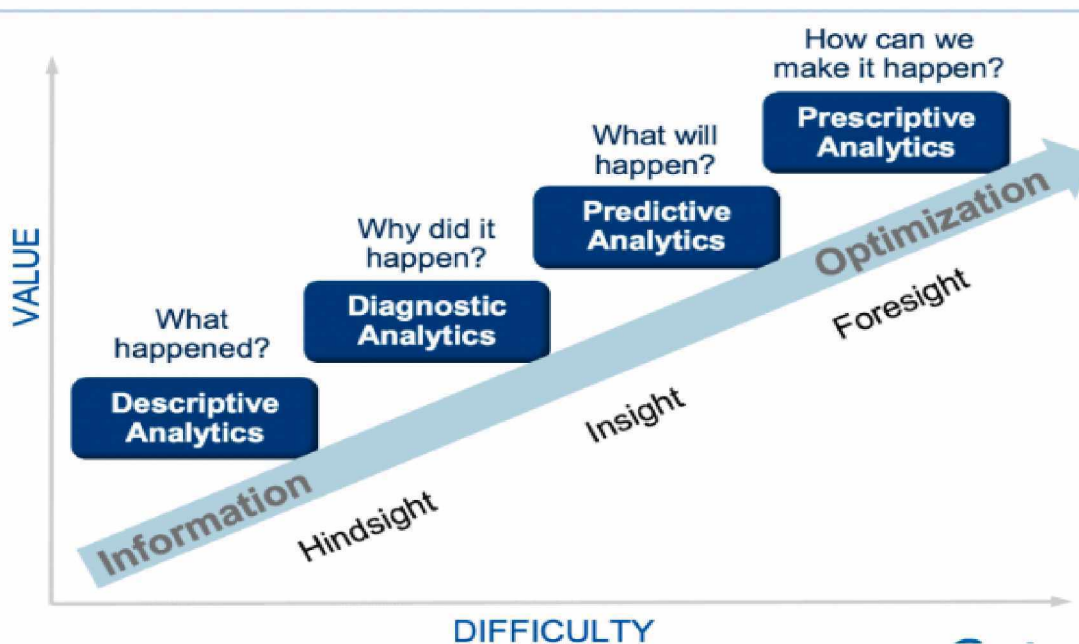 How can we
make it happen?
Prescriptive
Analytics
What will
happen?
Predictive
Analytics
Why did it
happen?
Diagnostic
Analytics
What
happened?
Descriptive
Analytics
VALUE
Information
Optimization
Hindsight
Insight
Foresight
DIFFICULTY